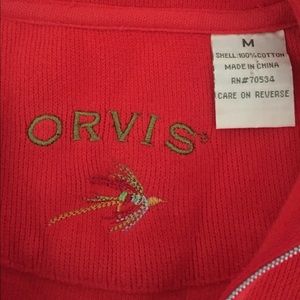 M
SHELL:100%COTTON
MADE IN CHINA
RN#70534
CARE ON REVERSE
ORVIS